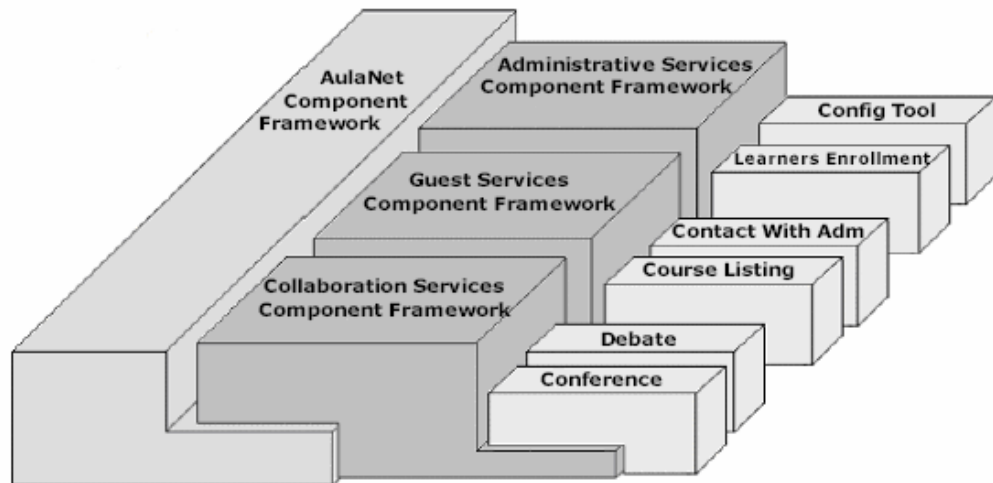 AulaNet
Component
Framework
Administrative Services
Component Framework
Config Tool
Learners Enrollment
Guest Services
Component Framework
Contact With Adm
Course Listing
Collaboration Services
Component Framework
Debate
Conference